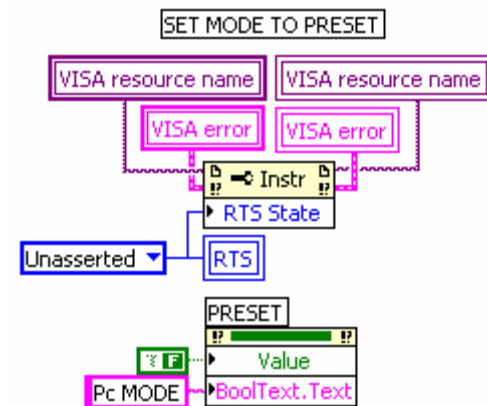 SET MODE TO PRESET
VISA resource name VISA resource name
VISA error VISA error
Instr
RTS State
Unasserted RTS
PRESET
F Value
Pc MODE BoolText.Text